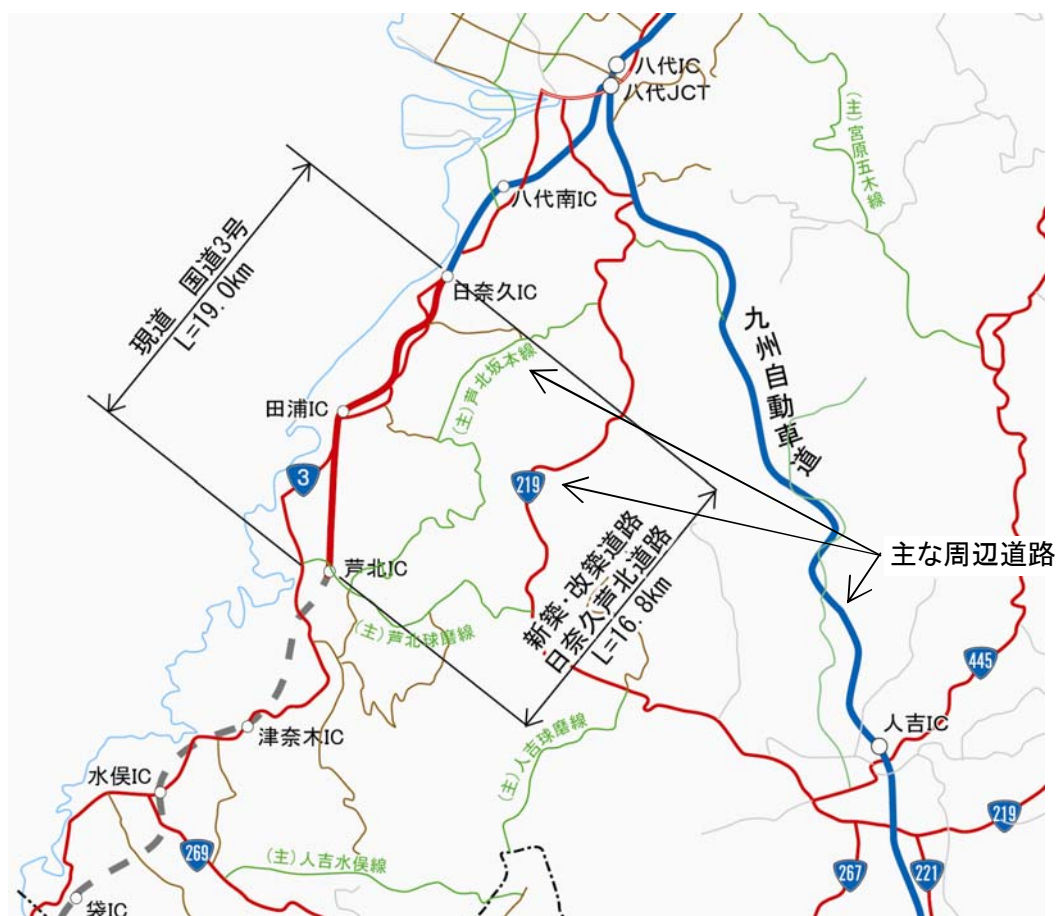 八代IC
八代JCT
(主)宮原五木線
八代南IC
現道 国道3号
L=19.0km
日奈久IC
九州自動車道
(主)芦北坂本線
田浦IC
3
219
主な周辺道路
芦北IC
新築・改築道路
日奈久芦北道路
L=16.8km
(主)芦北球磨線
445
津奈木IC
人吉IC
(主)人吉球磨線
水俣IC
219
269
(主)人吉水俣線
267
221
袋IC